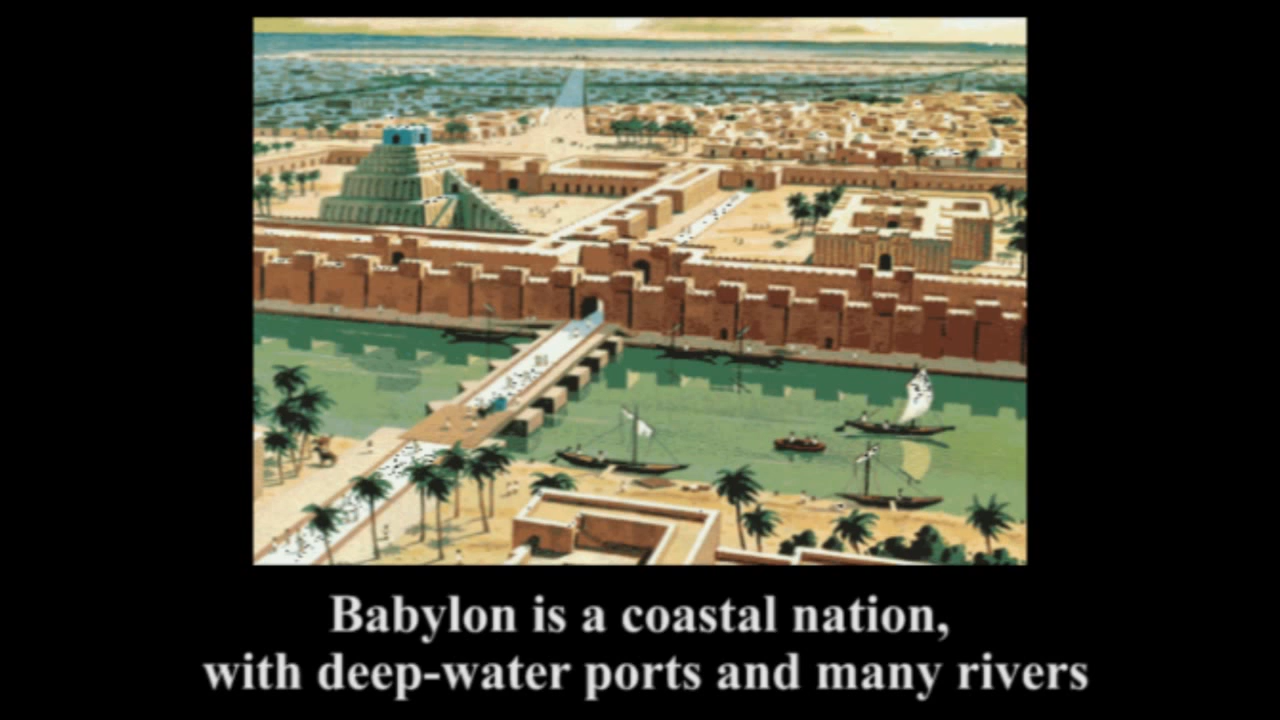 Babylon is a coastal nation,
with deep-water ports and many rivers